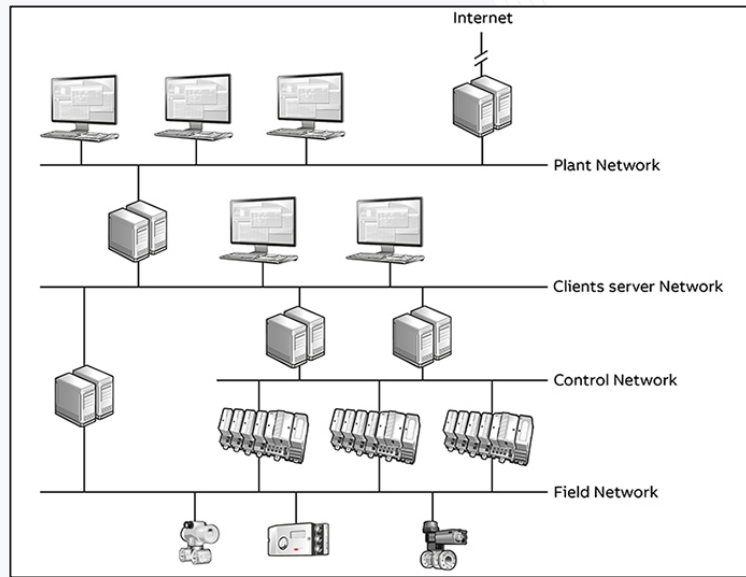 Internet
Plant Network
Clients server Network
Control Network
Field Network